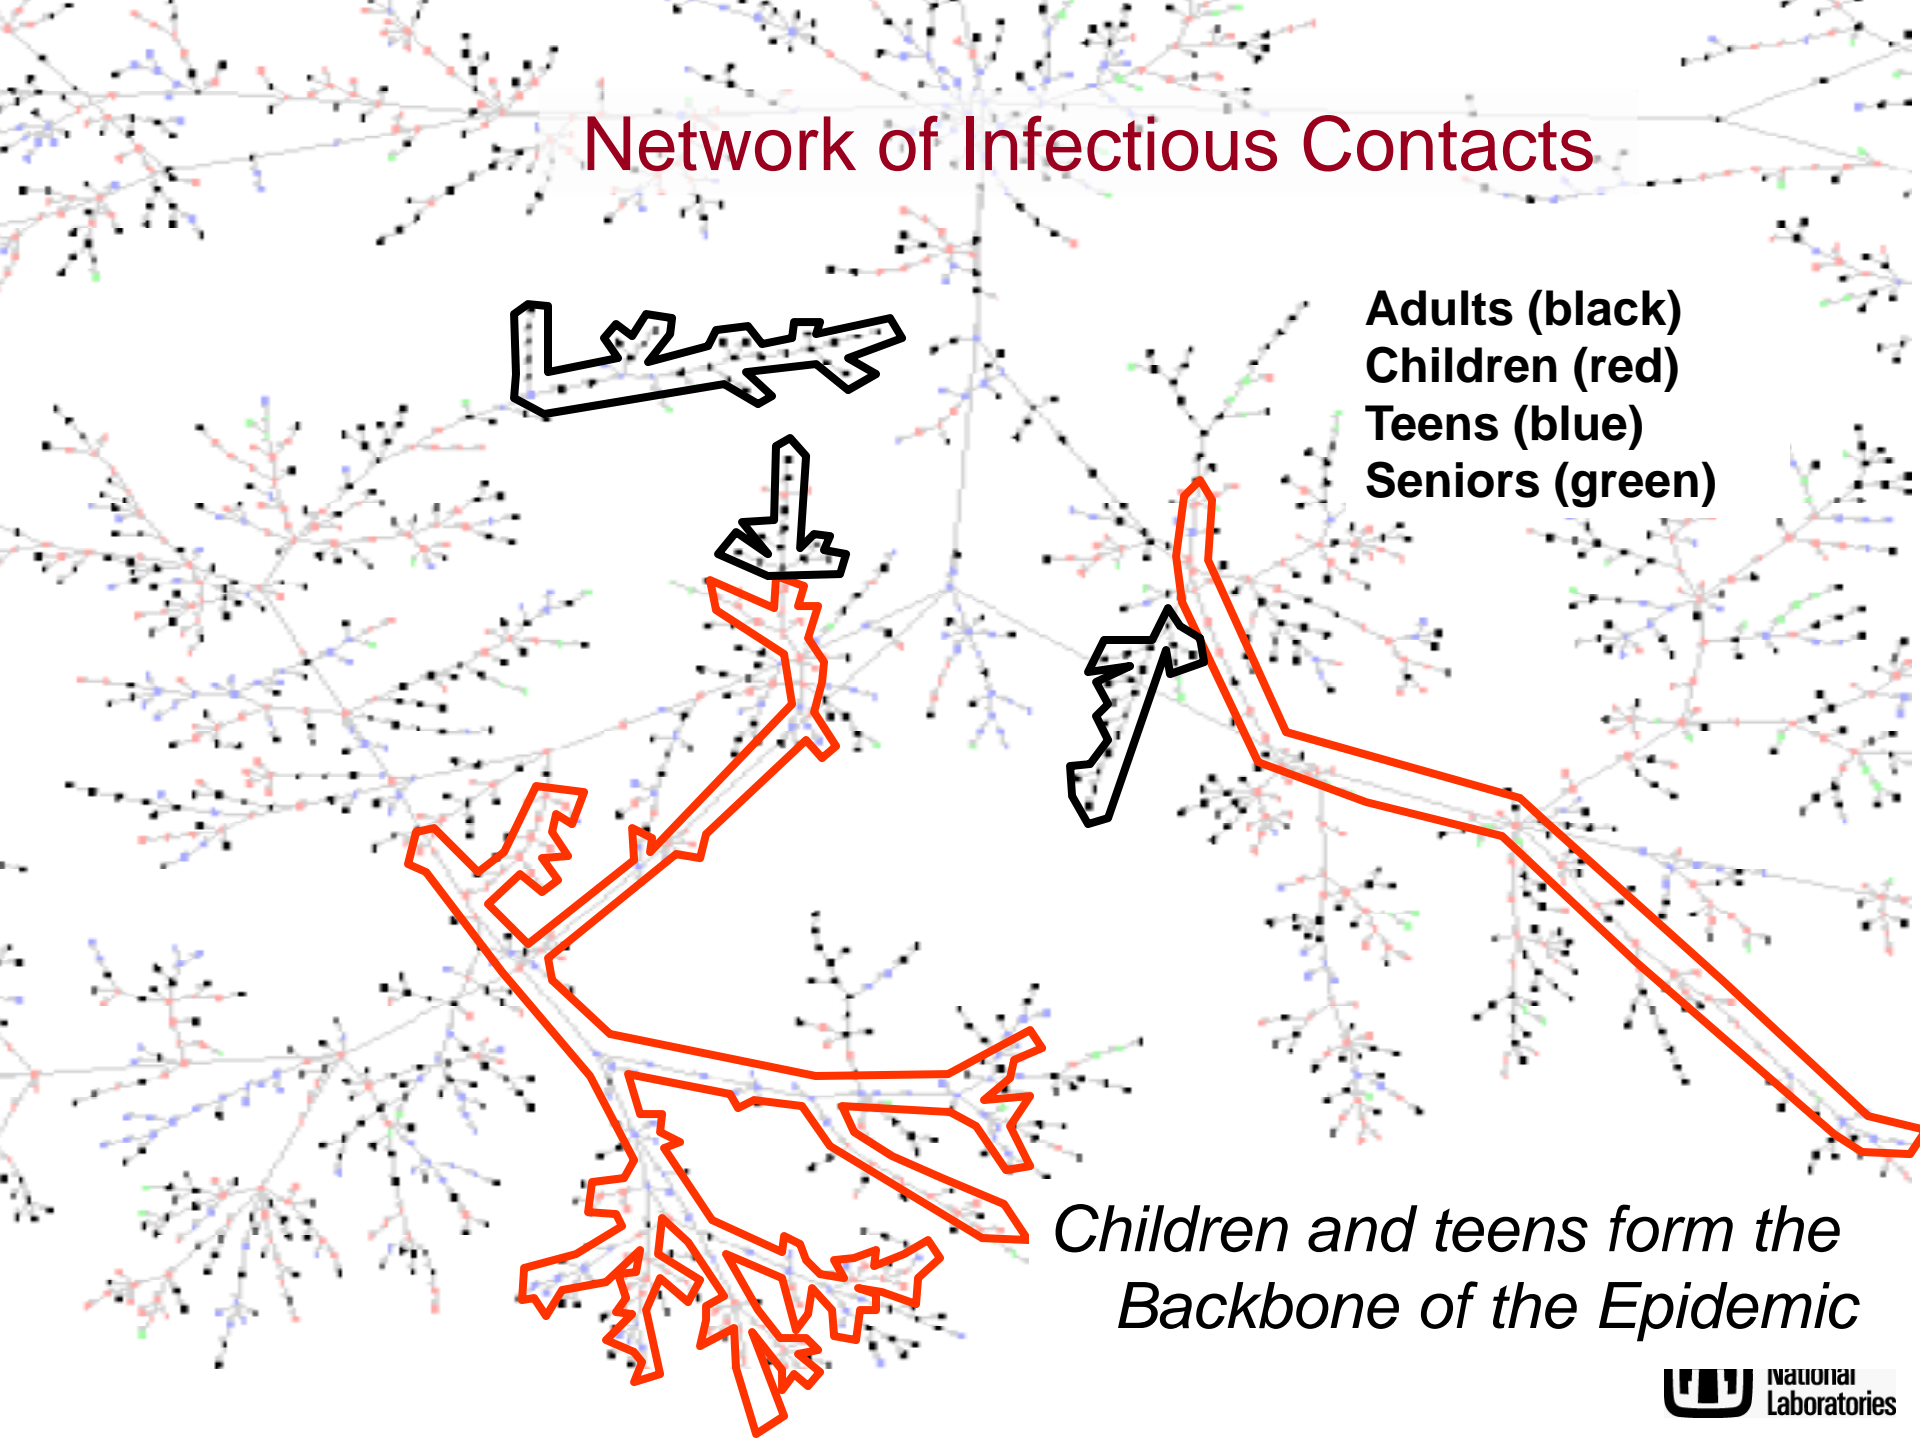 Network of Infectious Contacts
Adults (black)
Children (red)
Teens (blue)
Seniors (green)
Children and teens form the
Backbone of the Epidemic
National
Laboratories